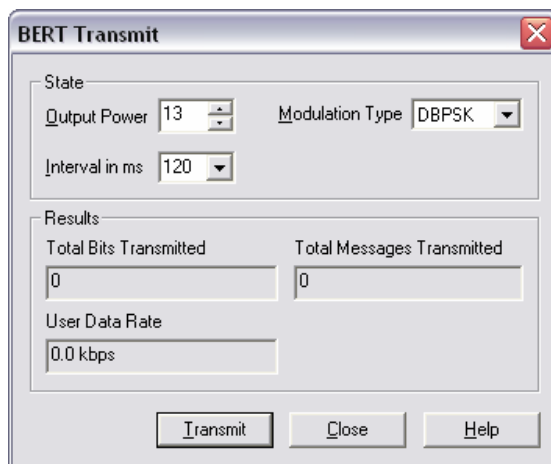 BERT Transmit
State
Output Power 13 Modulation Type DBPSK
Interval in ms 120
Results
Total Bits Transmitted Total Messages Transmitted
0 0
User Data Rate
0.0 kbps
Transmit Close Help